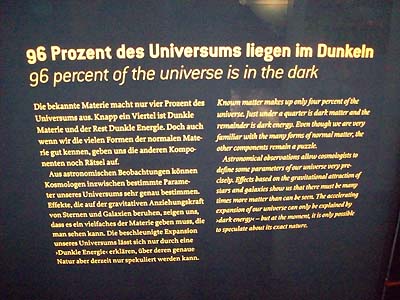 96 Prozent des Universums liegen im Dunkeln
96 percent of the universe is in the dark
Die bekannte Materie macht nur vier Prozent des
Universums aus. Knapp ein Viertel ist Dunkle
Materie und der Rest Dunkle Energie. Doch auch
wenn wir die vielen Formen der normalen Mate-
rie gut kennen, geben uns die anderen Kompo-
nenten noch Rätsel auf.
Aus astronomischen Beobachtungen können
Kosmologen inzwischen bestimmte Parame-
ter unseres Universums sehr genau bestimmen.
Effekte, die auf der gravitativen Anziehungskraft
von Sternen und Galaxien beruhen, zeigen uns,
dass es ein vielfaches der Materie geben muss, die
man sehen kann. Die beschleunigte Expansion
unseres Universums lässt sich nur durch eine
›Dunkle Energie‹ erklären, über deren genaue
Natur aber derzeit nur spekuliert werden kann.
Known matter makes up only four percent of the
universe. Just under a quarter is dark matter and the
remainder is dark energy. Even though we are very
familiar with the many forms of normal matter, the
other components remain a puzzle.
Astronomical observations allow cosmologists to
define some parameters of our universe very pre-
cisely. Effects based on the gravitational attraction of
stars and galaxies show us that there must be many
times more matter than can be seen. The accelerating
expansion of our universe can only be explained by
›dark energy‹ – but at the moment, it is only possible
to speculate about its exact nature.